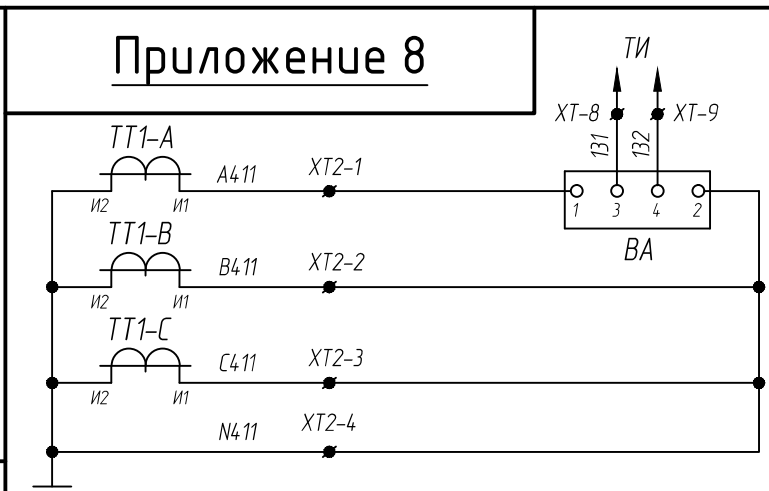 Приложение 8
ТИ
ХТ-8
ХТ-9
131
132
ТТ1-А
А411
ХТ2-1
И2
И1
1
3
4
2
ВА
ТТ1-В
В411
ХТ2-2
И2
И1
ТТ1-С
С411
ХТ2-3
И2
И1
N411
ХТ2-4